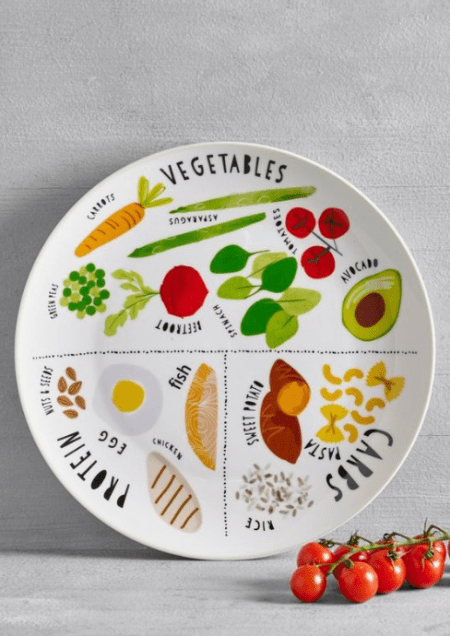 VEGETABLES
CARROTS
ASPARAGUS
TOMATOES
AVOCADO
GREEN PEAS
BEETROOT
SPINACH
NUTS & SEEDS
EGG
fish
CHICKEN
PROTEIN
SWEET POTATO
PASTA
RICE
CARBS